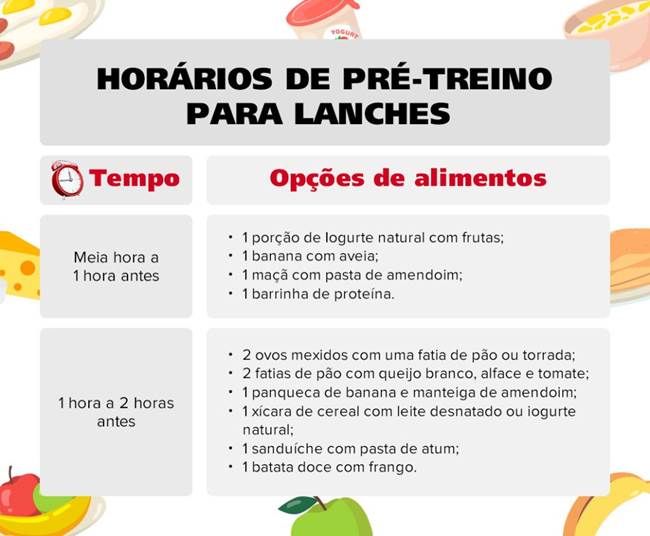 YOGURT
HORÁRIOS DE PRÉ-TREINO
PARA LANCHES
Tempo
Opções de alimentos
Meia hora a
1 hora antes
• 1 porção de Iogurte natural com frutas;
• 1 banana com aveia;
• 1 maçã com pasta de amendoim;
• 1 barrinha de proteína.
1 hora a 2 horas
antes
• 2 ovos mexidos com uma fatia de pão ou torrada;
• 2 fatias de pão com queijo branco, alface e tomate;
• 1 panqueca de banana e manteiga de amendoim;
• 1 xícara de cereal com leite desnatado ou iogurte
natural;
• 1 sanduíche com pasta de atum;
• 1 batata doce com frango.